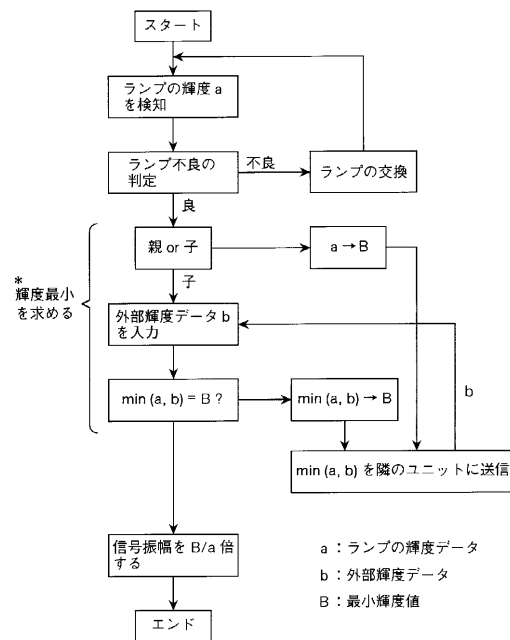 スタート
ランプの輝度 a
を検知
ランプ不良の
判定
不良
ランプの交換
良
親 or 子
a → B
子
*
輝度最小
を求める
外部輝度データ b
を入力
b
min (a, b) = B ?
min (a, b) → B
min (a, b) を隣のユニットに送信
信号振幅を B/a 倍
する
エンド
a : ランプの輝度データ
b : 外部輝度データ
B : 最小輝度値